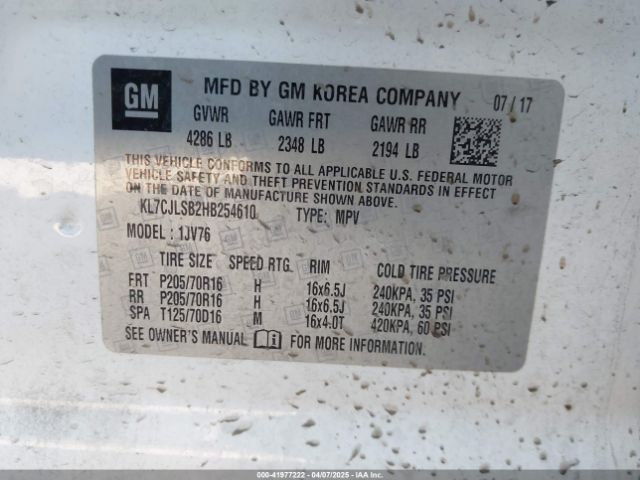 GM MFD BY GM KOREA COMPANY 07/17
GVWR GAWR FRT GAWR RR
4286 LB 2348 LB 2194 LB
THIS VEHICLE CONFORMS TO ALL APPLICABLE U.S. FEDERAL MOTOR
VEHICLE SAFETY AND THEFT PREVENTION STANDARDS IN EFFECT
ON THE DATE OF MANUFACTURE SHOWN ABOVE.
KL7CJLSB2HB254610 TYPE: MPV
MODEL: 1JV76
TIRE SIZE SPEED RTG. RIM COLD TIRE PRESSURE
FRT P205/70R16 H 16x6.5J 240KPA, 35 PSI
RR P205/70R16 H 16x6.5J 240KPA, 35 PSI
SPA T125/70D16 M 16x4.0T 420KPA, 60 PSI
SEE OWNER'S MANUAL FOR MORE INFORMATION
000-41977222 - 04/07/2025 - www.iaai.com